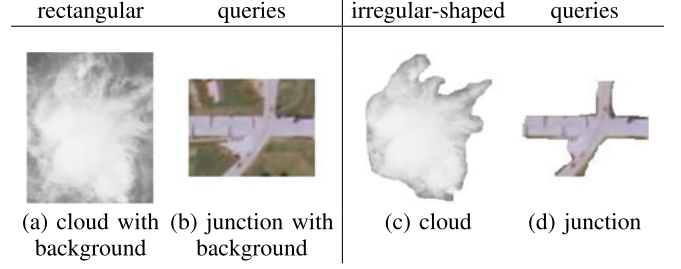 rectangular queries irregular-shaped queries
(a) cloud with (b) junction with (c) cloud (d) junction
background background